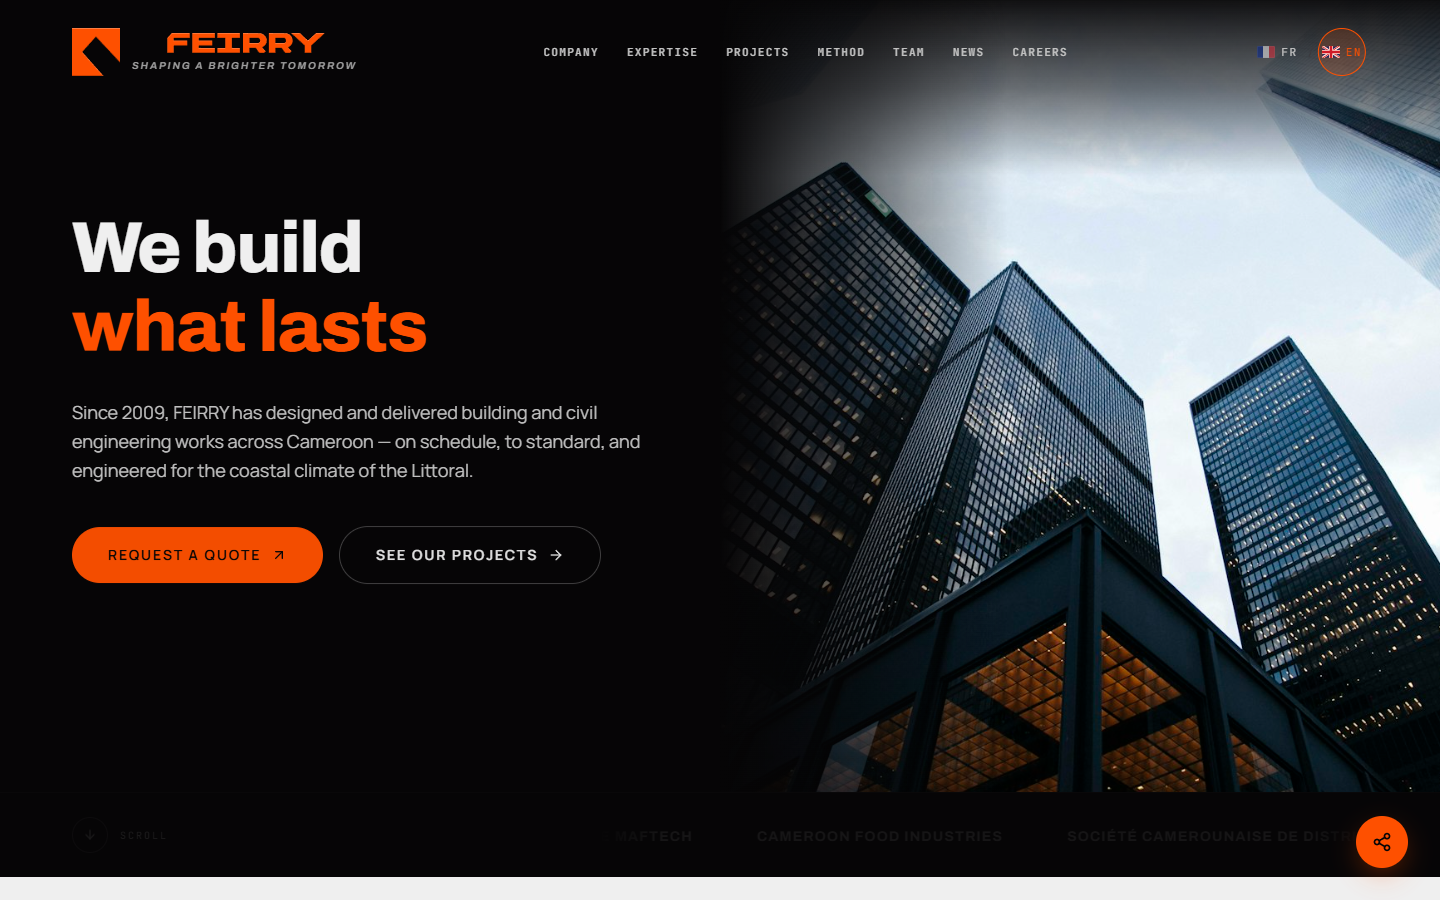 FEIRRY
SHAPING A BRIGHTER TOMORROW
COMPANY
EXPERTISE
PROJECTS
METHOD
TEAM
NEWS
CAREERS
FR
EN
We build
what lasts
Since 2009, FEIRRY has designed and delivered building and civil
engineering works across Cameroon — on schedule, to standard, and
engineered for the coastal climate of the Littoral.
REQUEST A QUOTE
SEE OUR PROJECTS
SCROLL
MAFTECH
CAMEROON FOOD INDUSTRIES
SOCIÉTÉ CAMEROUNAISE DE DISTR